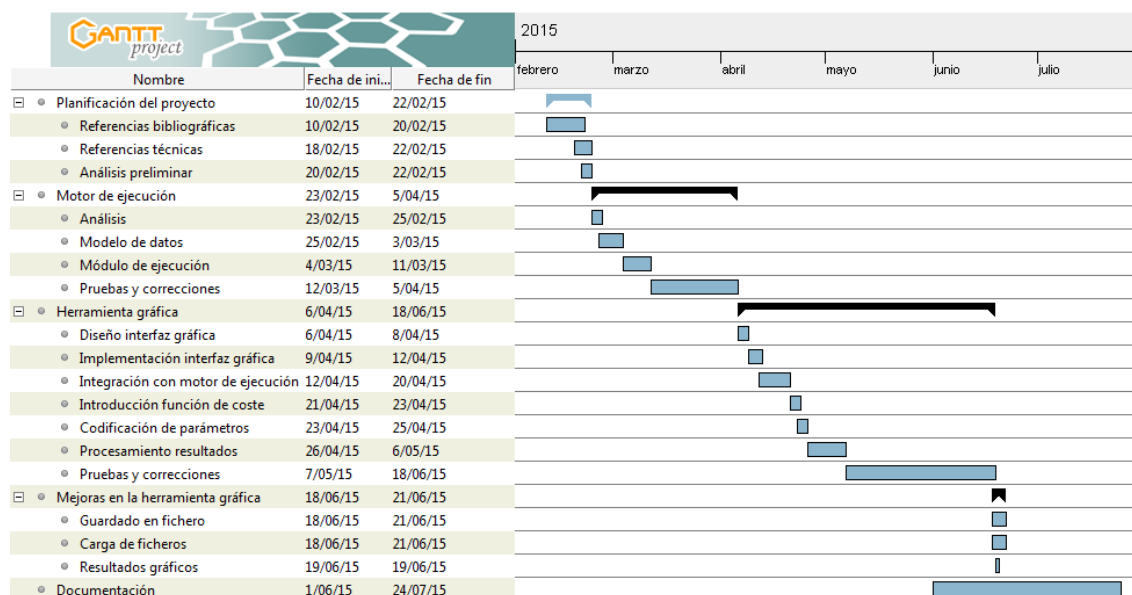 GANTT project
2015
febrero marzo abril mayo junio julio
Nombre Fecha de ini... Fecha de fin
Planificación del proyecto 10/02/15 22/02/15
Referencias bibliográficas 10/02/15 20/02/15
Referencias técnicas 18/02/15 22/02/15
Análisis preliminar 20/02/15 22/02/15
Motor de ejecución 23/02/15 5/04/15
Análisis 23/02/15 25/02/15
Modelo de datos 25/02/15 3/03/15
Módulo de ejecución 4/03/15 11/03/15
Pruebas y correcciones 12/03/15 5/04/15
Herramienta gráfica 6/04/15 18/06/15
Diseño interfaz gráfica 6/04/15 8/04/15
Implementación interfaz gráfica 9/04/15 12/04/15
Integración con motor de ejecución 12/04/15 20/04/15
Introducción función de coste 21/04/15 23/04/15
Codificación de parámetros 23/04/15 25/04/15
Procesamiento resultados 26/04/15 6/05/15
Pruebas y correcciones 7/05/15 18/06/15
Mejoras en la herramienta gráfica 18/06/15 21/06/15
Guardado en fichero 18/06/15 21/06/15
Carga de ficheros 18/06/15 21/06/15
Resultados gráficos 19/06/15 19/06/15
Documentación 1/06/15 24/07/15